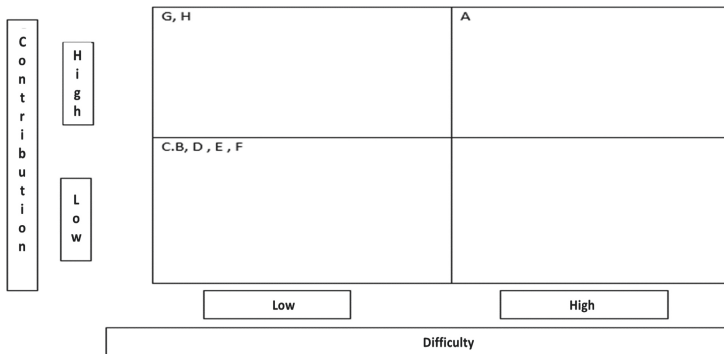 G, H
A
Contribution
High
C.B, D , E , F
Low
Low
High
Difficulty